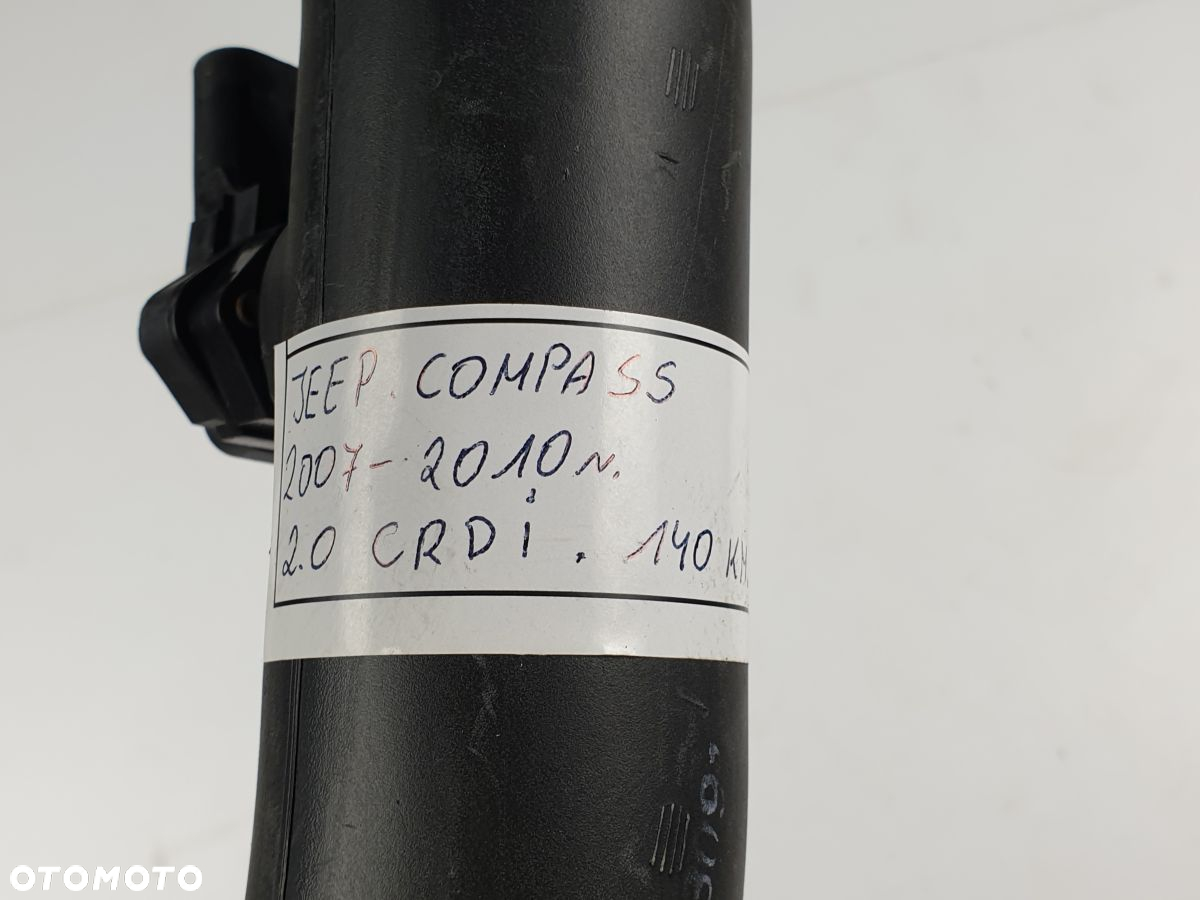 JEEP. COMPASS
2007-2010r.
2.0 CRDi. 140 KM
OTOMOTO